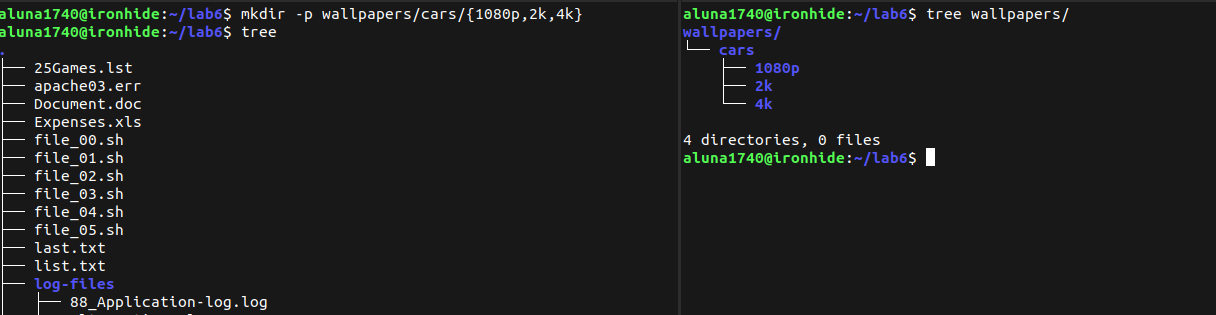 aluna1740@ironhide:~/lab6$ mkdir -p wallpapers/cars/{1080p,2k,4k}
aluna1740@ironhide:~/lab6$ tree
.
├── 25Games.lst
├── apache03.err
├── Document.doc
├── Expenses.xls
├── file_00.sh
├── file_01.sh
├── file_02.sh
├── file_03.sh
├── file_04.sh
├── file_05.sh
├── last.txt
├── list.txt
├── log-files
│   ├── 88_Application-log.log
aluna1740@ironhide:~/lab6$ tree wallpapers/
wallpapers/
└── cars
    ├── 1080p
    ├── 2k
    └── 4k
4 directories, 0 files
aluna1740@ironhide:~/lab6$